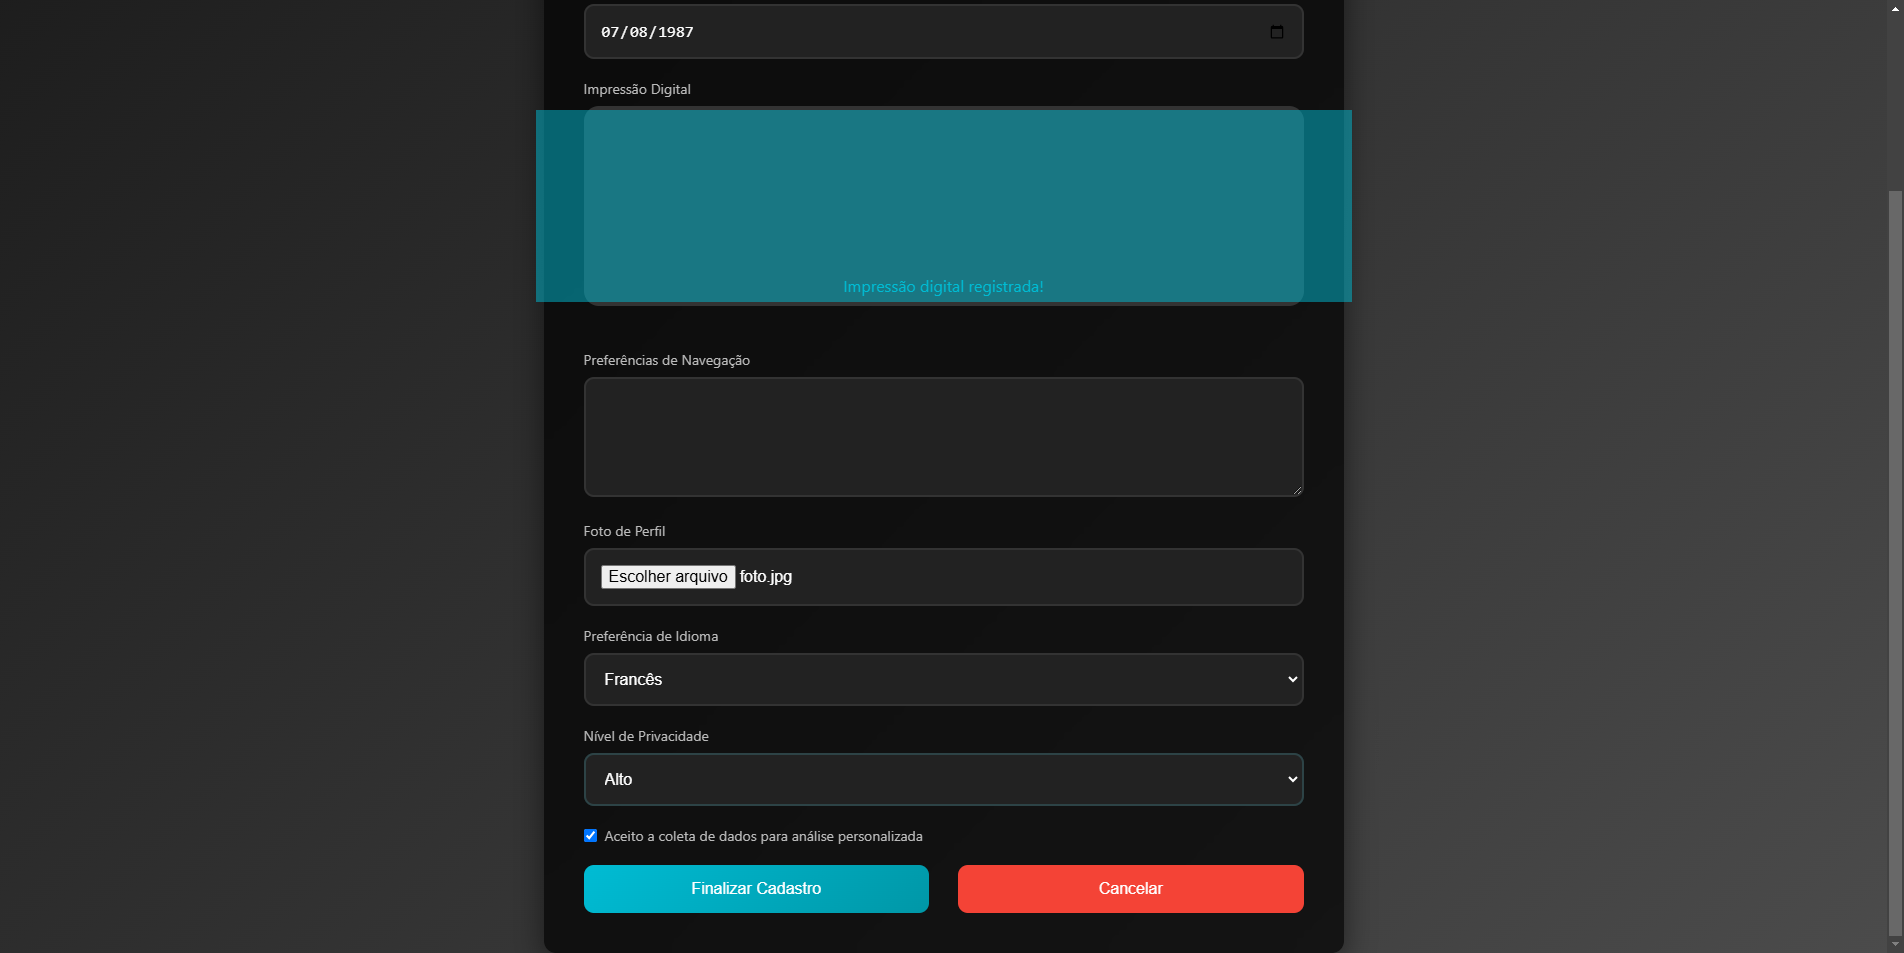 07/08/1987
Impressão Digital
Impressão digital registrada!
Preferências de Navegação
Foto de Perfil
Escolher arquivo foto.jpg
Preferência de Idioma
Francês
Nível de Privacidade
Alto
Aceito a coleta de dados para análise personalizada
Finalizar Cadastro
Cancelar